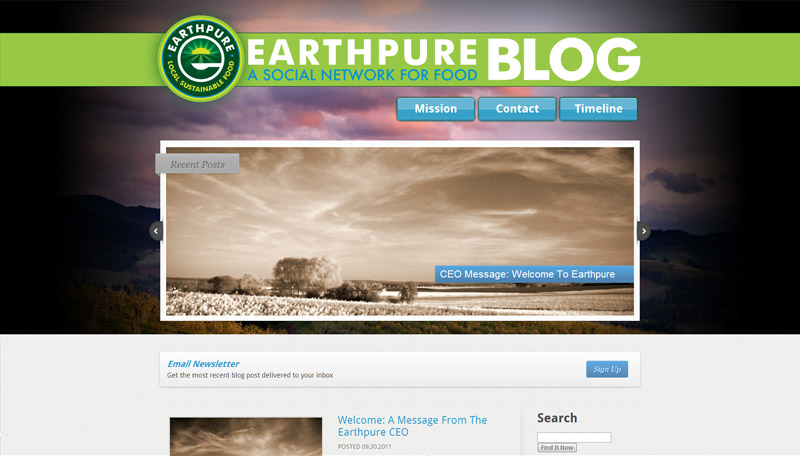 EARTHPURE
LOCAL SUSTAINABLE FOOD
EARTHPURE BLOG
A SOCIAL NETWORK FOR FOOD
Mission Contact Timeline
Recent Posts
CEO Message: Welcome To Earthpure
Email Newsletter
Get the most recent blog post delivered to your inbox
Sign Up
Welcome: A Message From The
Earthpure CEO
POSTED 09.30.2011
Search
Find It Now